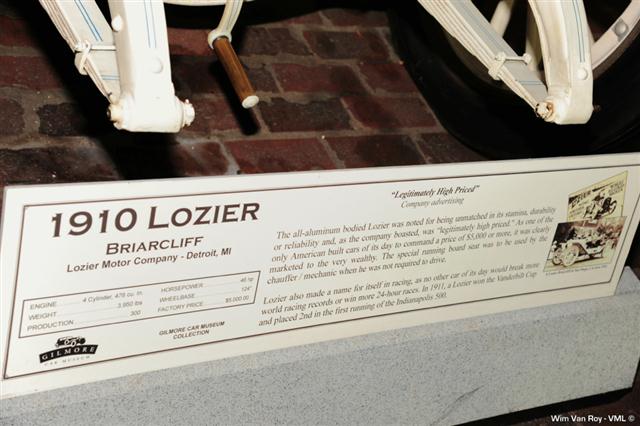 1910 LOZIER
BRIARCLIFF
Lozier Motor Company - Detroit, MI
ENGINE 4 Cylinder, 478 cu. in.
WEIGHT 3,950 lbs
PRODUCTION 300
HORSEPOWER 46 hp
WHEELBASE 124"
FACTORY PRICE $5,000.00
GILMORE
CAR MUSEUM
GILMORE CAR MUSEUM
COLLECTION
"Legitimately High Priced"
Company advertising
The all-aluminum bodied Lozier was noted for being unmatched in its stamina, durability
or reliability and, as the company boasted, was "legitimately high priced." As one of the
only American built cars of its day to command a price of $5,000 or more, it was clearly
marketed to the very wealthy. The special running board seat was to be used by the
chauffer / mechanic when he was not required to drive.
Lozier also made a name for itself in racing, as no other car of its day would break more
world racing records or win more 24-hour races. In 1911, a Lozier won the Vanderbilt Cup
and placed 2nd in the first running of the Indianapolis 500.
Wim Van Roy - VML ©